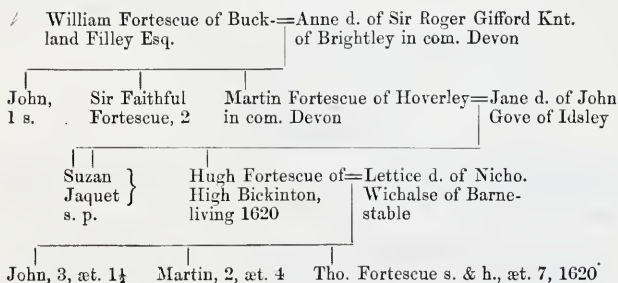 William Fortescue of Buck-=Anne d. of Sir Roger Gifford Knt.
land Filley Esq. of Brightley in com. Devon
John, Sir Faithful Martin Fortescue of Hoverley=Jane d. of John
1 s. Fortescue, 2 in com. Devon Gove of Idsley
Suzan } Hugh Fortescue of=Lettice d. of Nicho.
Jaquet } High Bickinton, Wichalse of Barne-
s. p. living 1620 stable
John, 3, æt. 1½ Martin, 2, æt. 4 Tho. Fortescue s. & h., æt. 7, 1620